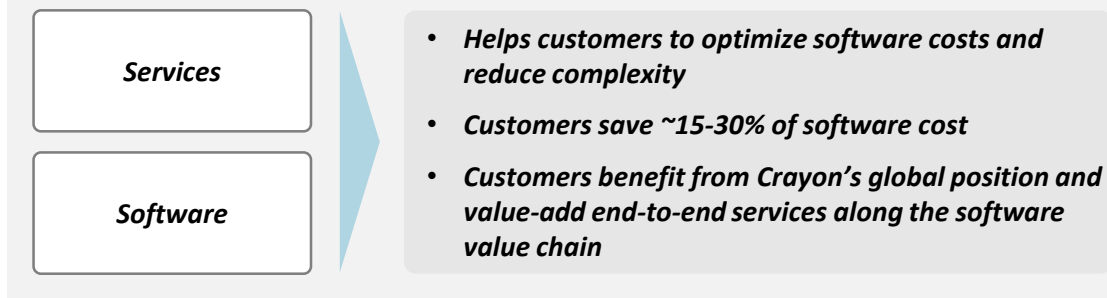 Services
Software
• Helps customers to optimize software costs and
reduce complexity
• Customers save ~15-30% of software cost
• Customers benefit from Crayon’s global position and
value-add end-to-end services along the software
value chain